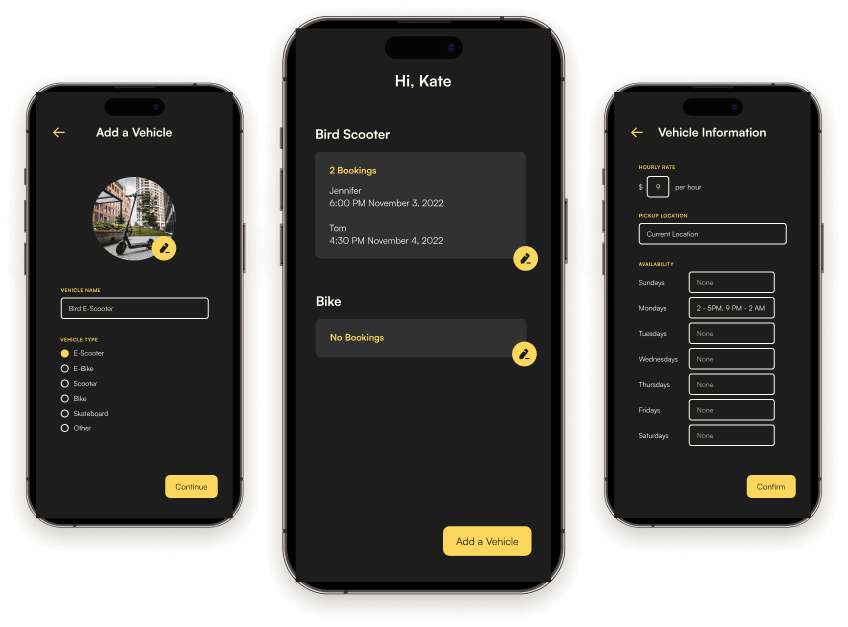 Add a Vehicle
VEHICLE NAME
Bird E-Scooter
VEHICLE TYPE
E-Scooter
E-Bike
Scooter
Bike
Skateboard
Other
Continue
Hi, Kate
Bird Scooter
2 Bookings
Jennifer
6:00 PM November 3, 2022
Tom
4:30 PM November 4, 2022
Bike
No Bookings
Add a Vehicle
Vehicle Information
HOURLY RATE
$ 9 per hour
PICKUP LOCATION
Current Location
AVAILABILITY
Sundays None
Mondays 2 - 5PM, 9 PM - 2 AM
Tuesdays None
Wednesdays None
Thursdays None
Fridays None
Saturdays None
Confirm